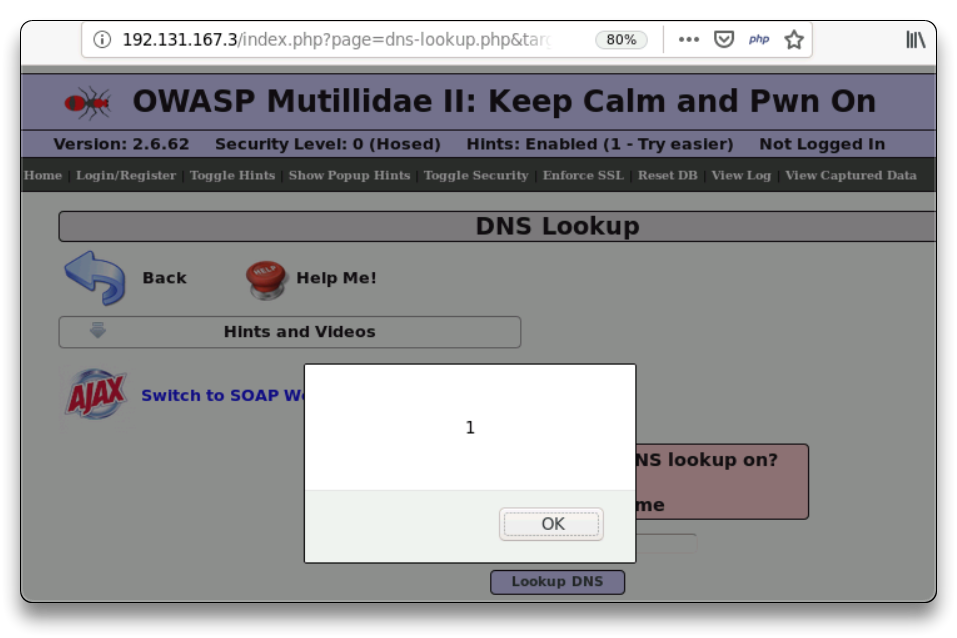 192.131.167.3/index.php?page=dns-lookup.php&targ
80%
php
OWASP Mutillidae II: Keep Calm and Pwn On
Version: 2.6.62 Security Level: 0 (Hosed) Hints: Enabled (1 - Try easier) Not Logged In
Home | Login/Register | Toggle Hints | Show Popup Hints | Toggle Security | Enforce SSL | Reset DB | View Log | View Captured Data
DNS Lookup
Back
HELP
Help Me!
Hints and Videos
AJAX
Switch to SOAP W
1
NS lookup on?
me
OK
Lookup DNS